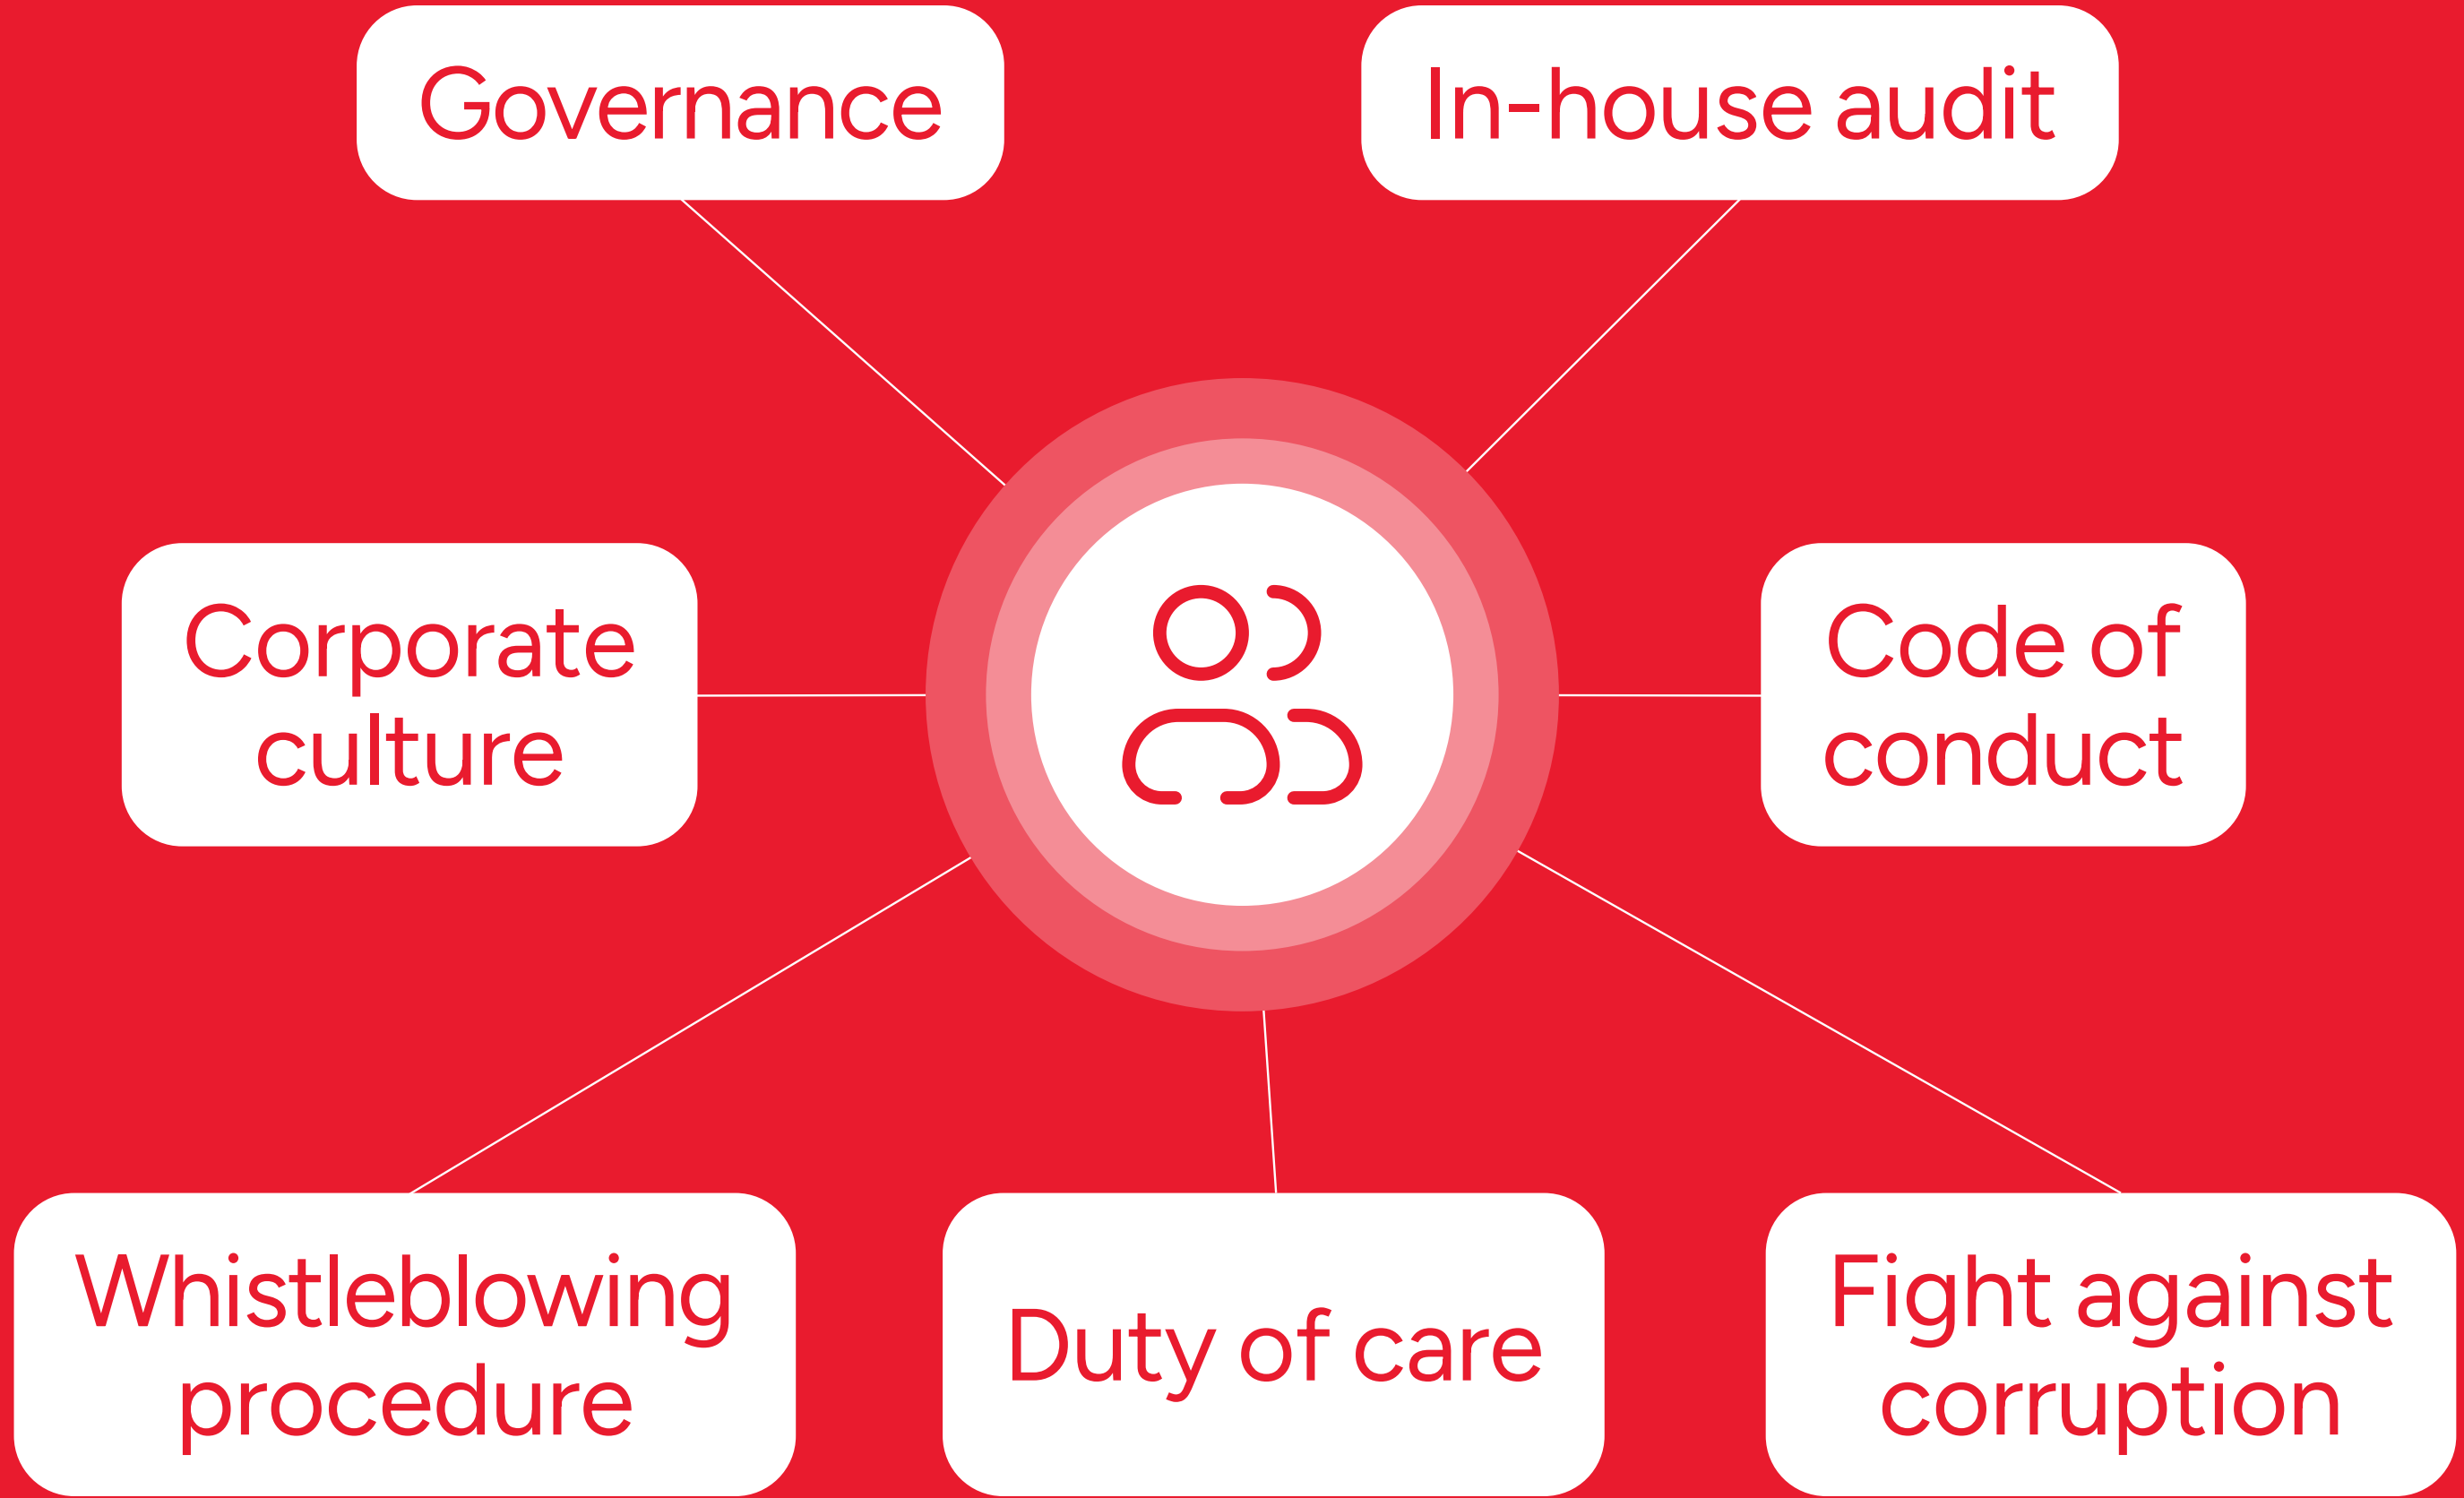 Governance
In-house audit
Corporate
culture
Code of
conduct
Whistleblowing
procedure
Duty of care
Fight against
corruption